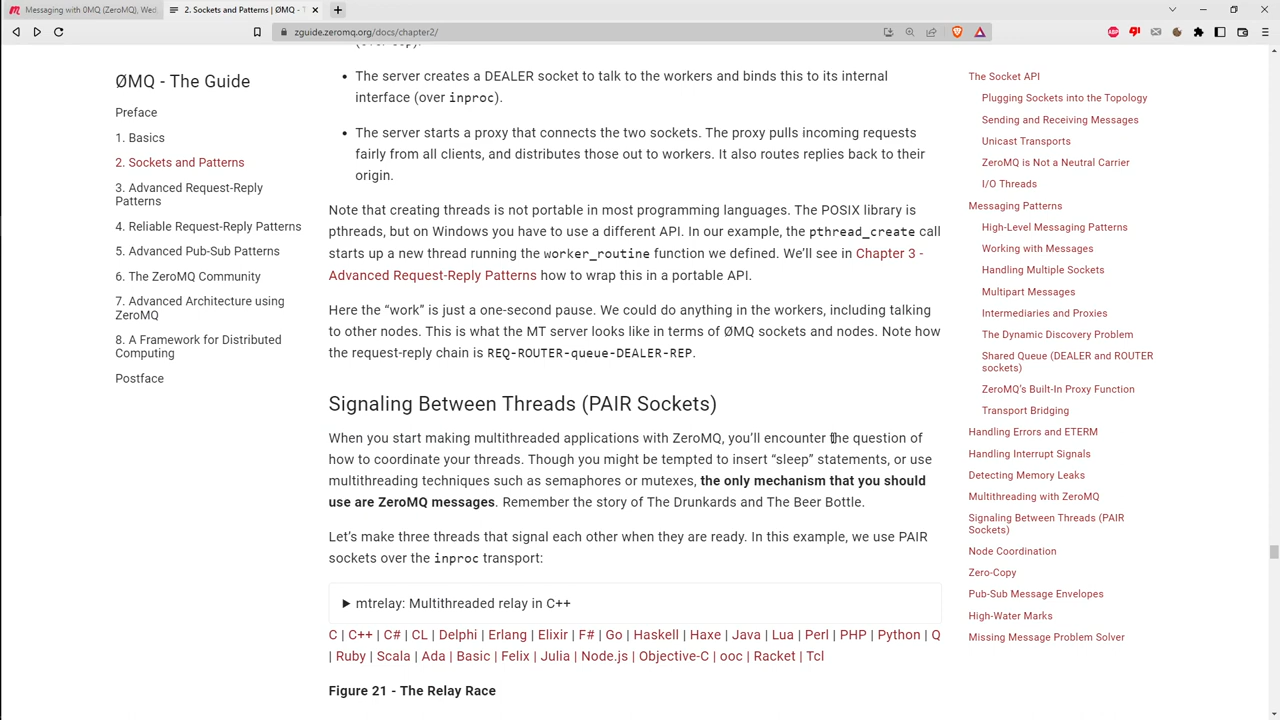 Messaging with 0MQ (ZeroMQ), Wed,
2. Sockets and Patterns | ØMQ - T
zguide.zeromq.org/docs/chapter2/
ØMQ - The Guide
Preface
1. Basics
2. Sockets and Patterns
3. Advanced Request-Reply
Patterns
4. Reliable Request-Reply Patterns
5. Advanced Pub-Sub Patterns
6. The ZeroMQ Community
7. Advanced Architecture using
ZeroMQ
8. A Framework for Distributed
Computing
Postface
• The server creates a DEALER socket to talk to the workers and binds this to its internal
interface (over inproc).
• The server starts a proxy that connects the two sockets. The proxy pulls incoming requests
fairly from all clients, and distributes those out to workers. It also routes replies back to their
origin.
Note that creating threads is not portable in most programming languages. The POSIX library is
pthreads, but on Windows you have to use a different API. In our example, the pthread_create call
starts up a new thread running the worker_routine function we defined. We'll see in Chapter 3 -
Advanced Request-Reply Patterns how to wrap this in a portable API.
Here the “work” is just a one-second pause. We could do anything in the workers, including talking
to other nodes. This is what the MT server looks like in terms of ØMQ sockets and nodes. Note how
the request-reply chain is REQ-ROUTER-queue-DEALER-REP.
Signaling Between Threads (PAIR Sockets)
When you start making multithreaded applications with ZeroMQ, you'll encounter the question of
how to coordinate your threads. Though you might be tempted to insert “sleep” statements, or use
multithreading techniques such as semaphores or mutexes, the only mechanism that you should
use are ZeroMQ messages. Remember the story of The Drunkards and The Beer Bottle.
Let's make three threads that signal each other when they are ready. In this example, we use PAIR
sockets over the inproc transport:
▶ mtrelay: Multithreaded relay in C++
C | C++ | C# | CL | Delphi | Erlang | Elixir | F# | Go | Haskell | Haxe | Java | Lua | Perl | PHP | Python | Q
| Ruby | Scala | Ada | Basic | Felix | Julia | Node.js | Objective-C | ooc | Racket | Tcl
Figure 21 - The Relay Race
The Socket API
Plugging Sockets into the Topology
Sending and Receiving Messages
Unicast Transports
ZeroMQ is Not a Neutral Carrier
I/O Threads
Messaging Patterns
High-Level Messaging Patterns
Working with Messages
Handling Multiple Sockets
Multipart Messages
Intermediaries and Proxies
The Dynamic Discovery Problem
Shared Queue (DEALER and ROUTER
sockets)
ZeroMQ's Built-In Proxy Function
Transport Bridging
Handling Errors and ETERM
Handling Interrupt Signals
Detecting Memory Leaks
Multithreading with ZeroMQ
Signaling Between Threads (PAIR
Sockets)
Node Coordination
Zero-Copy
Pub-Sub Message Envelopes
High-Water Marks
Missing Message Problem Solver